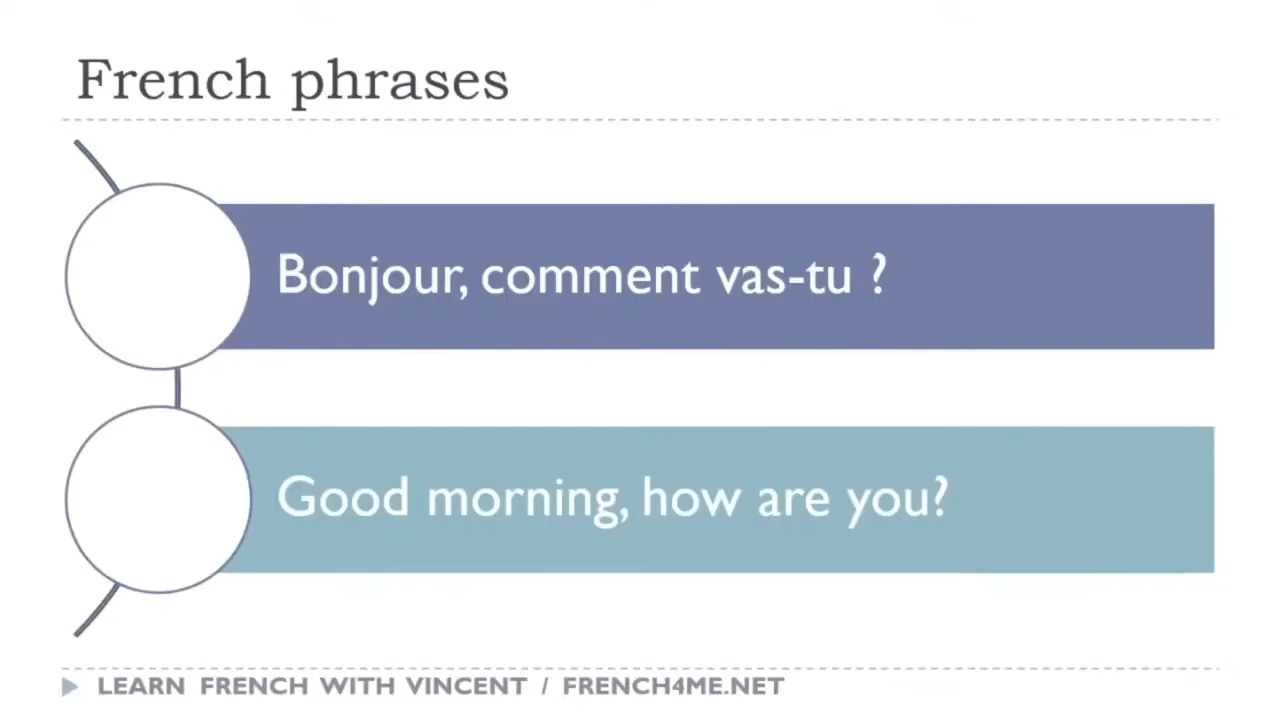 French phrases
Bonjour, comment vas-tu ?
Good morning, how are you?
LEARN FRENCH WITH VINCENT / FRENCH4ME.NET